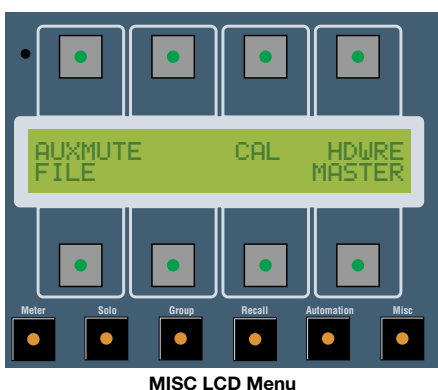 AUXMUTE CAL HDWRE
FILE MASTER
Meter Solo Group Recall Automation Misc
MISC LCD Menu